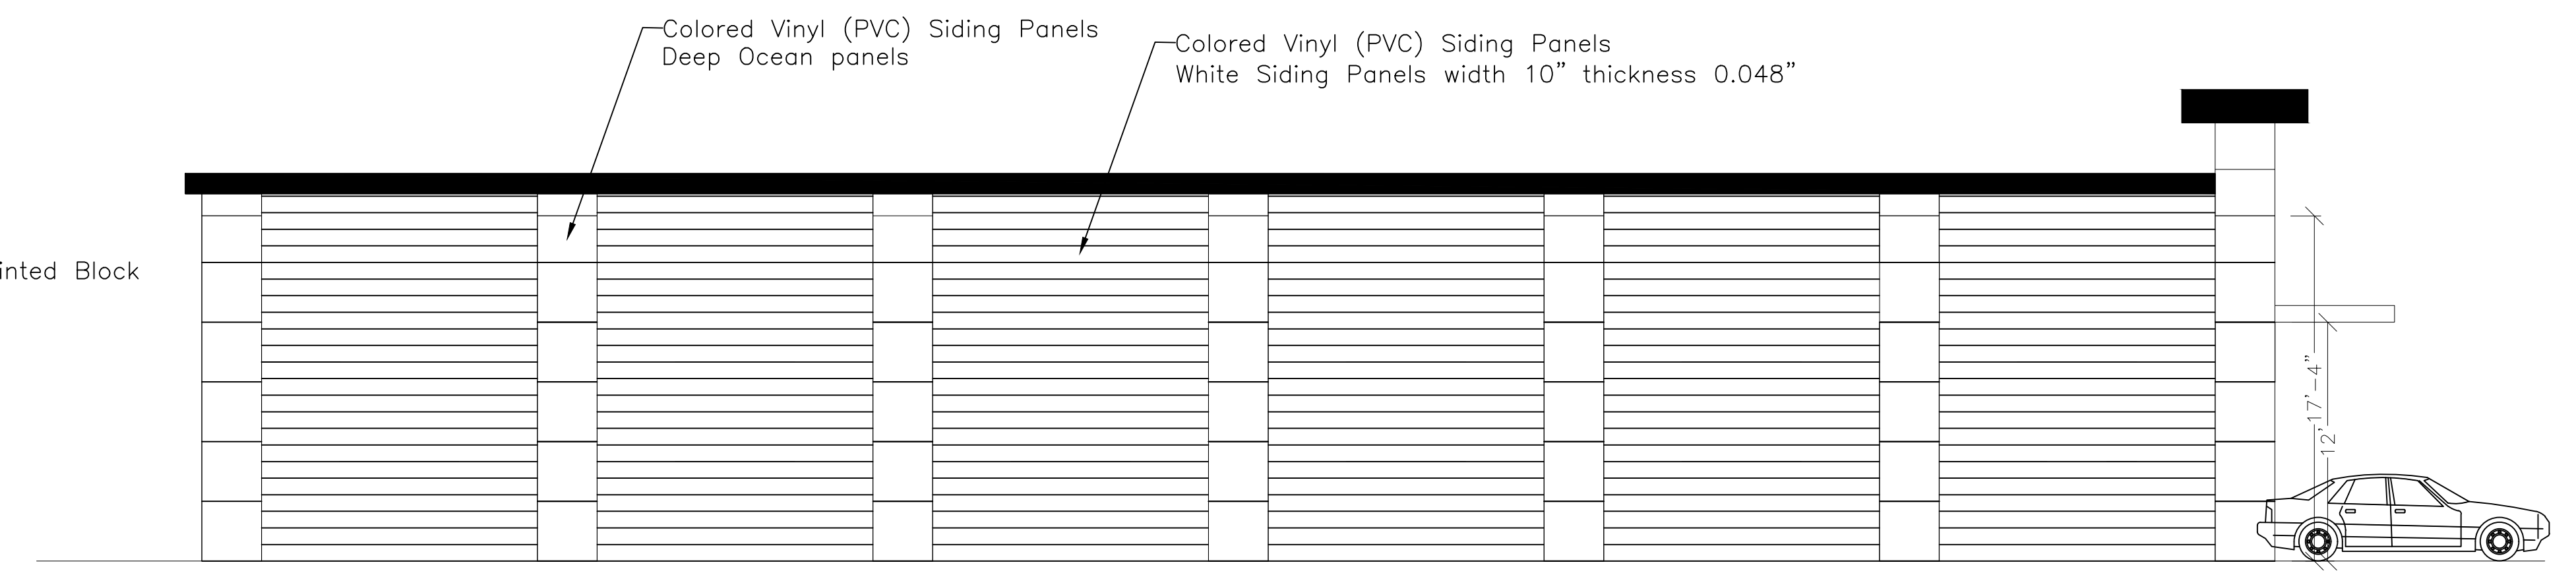 Colored Vinyl (PVC) Siding Panels
Deep Ocean panels
Colored Vinyl (PVC) Siding Panels
White Siding Panels width 10” thickness 0.048”
inted Block
17’-4”
12’